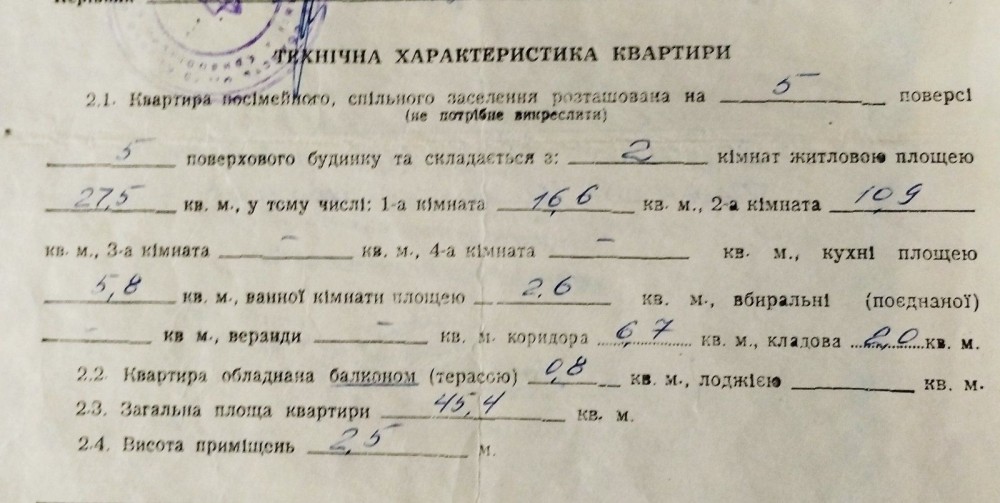 ТЕХНІЧНА ХАРАКТЕРИСТИКА КВАРТИРИ
2.1. Квартира посімейного, спільного заселення розташована на 5 поверсі
(не потрібне викреслити)
5 поверхового будинку та складається з: 2 кімнат житловою площею
27,5 кв. м., у тому числі: 1-а кімната 16,6 кв. м., 2-а кімната 10,9
кв. м., 3-а кімната – кв. м., 4-а кімната – кв. м., кухні площею
5,8 кв. м., ванної кімнати площею 2,6 кв. м., вбиральні (поєднаної)
– кв м., веранди – кв. м. коридора 6,7 кв. м., кладова 2,0 кв. м.
2.2. Квартира обладнана балконом (терассою) 0,8 кв. м., лоджією ______ кв. м.
2.3. Загальна площа квартири 45,4 кв. м.
2.4. Висота приміщень 2,5 м.